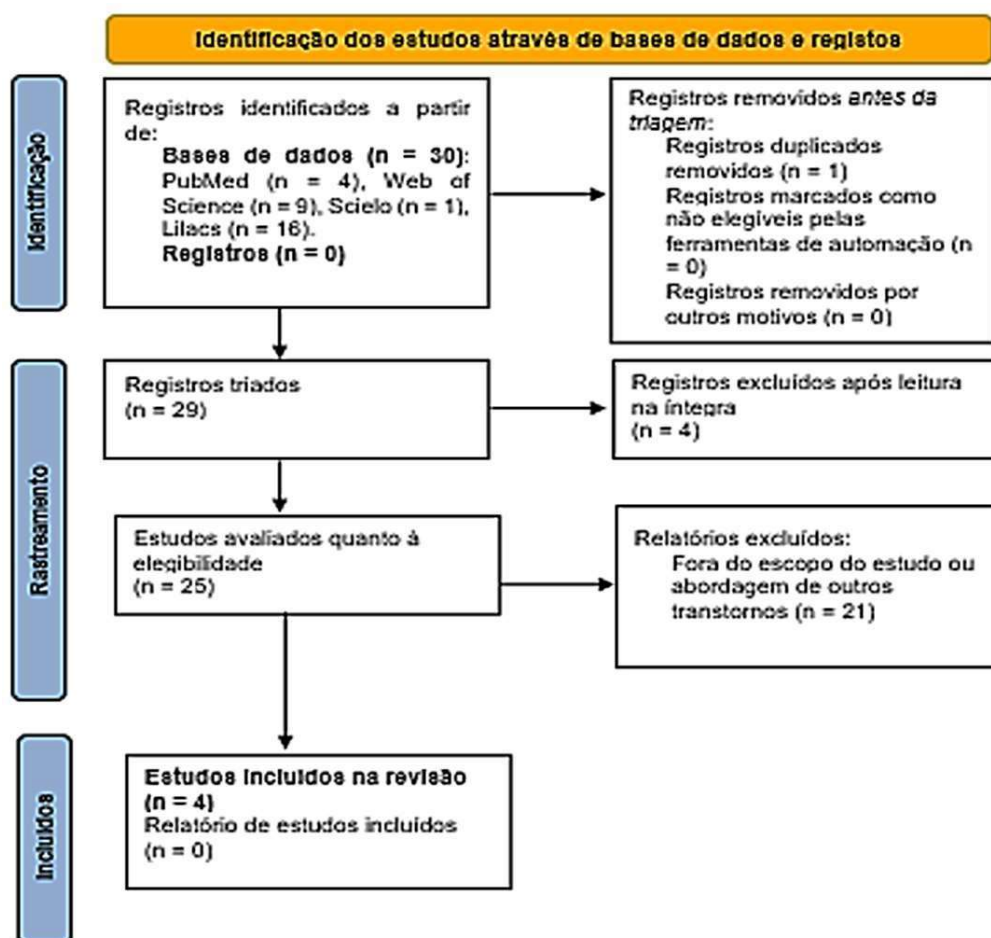 Identificação dos estudos através de bases de dados e registos
Identificação
Registros identificados a partir
de:
Bases de dados (n = 30):
PubMed (n = 4), Web of
Science (n = 9), Scielo (n = 1),
Lilacs (n = 16).
Registros (n = 0)
Registros removidos antes da
triagem:
Registros duplicados
removidos (n = 1)
Registros marcados como
não elegíveis pelas
ferramentas de automação (n
= 0)
Registros removidos por
outros motivos (n = 0)
Rastreamento
Registros triados
(n = 29)
Registros excluídos após leitura
na íntegra
(n = 4)
Estudos avaliados quanto à
elegibilidade
(n = 25)
Relatórios excluídos:
Fora do escopo do estudo ou
abordagem de outros
transtornos (n = 21)
Incluídos
Estudos incluídos na revisão
(n = 4)
Relatório de estudos incluídos
(n = 0)